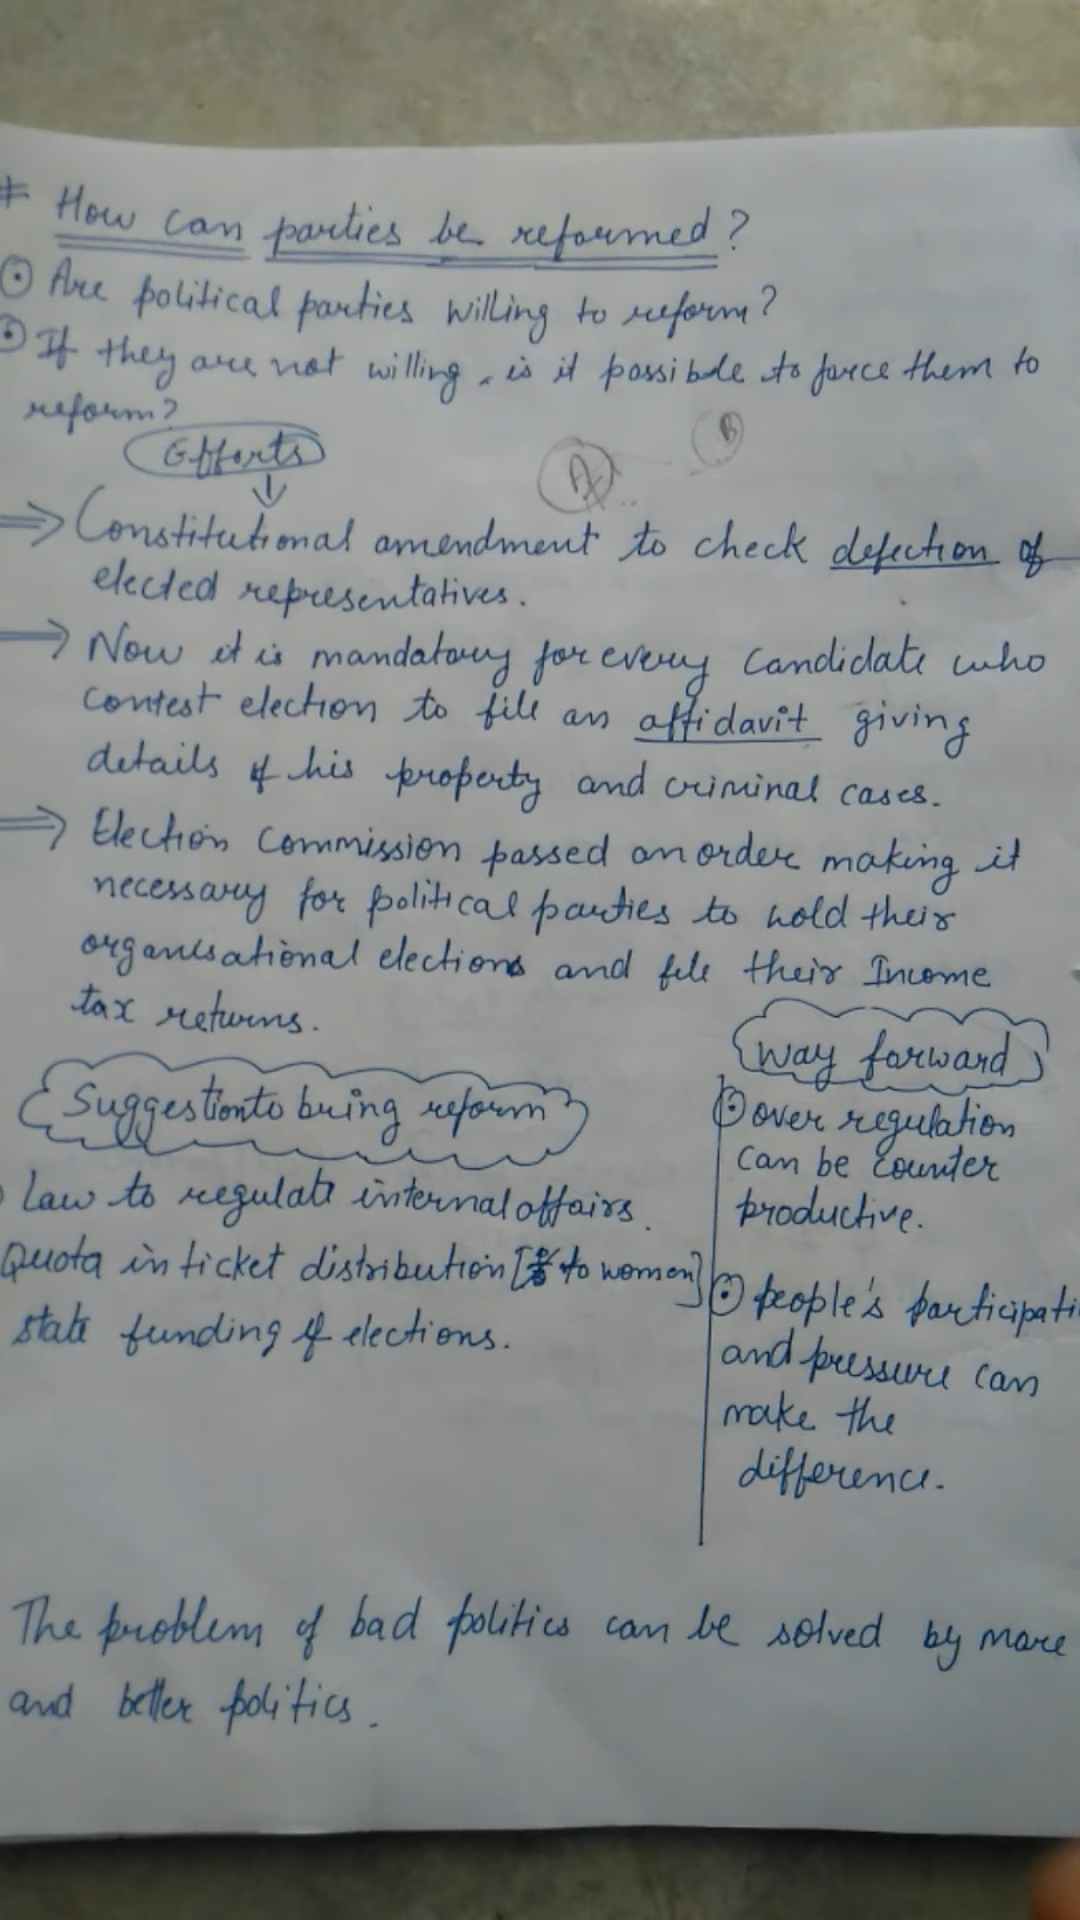 # How can parties be reformed?
⊙ Are political parties willing to reform?
⊙ If they are not willing, is it possible to force them to
reform?
Efforts
↓
B
A
⇒ Constitutional amendment to check defection of
elected representatives.
⇒ Now it is mandatory for every candidate who
contest election to file an affidavit giving
details of his property and criminal cases.
⇒ Election Commission passed an order making it
necessary for political parties to hold their
organisational elections and file their Income
tax returns.
Suggestion to bring reform
Law to regulate internal affairs.
Quota in ticket distribution [to women]
state funding of elections.
way forward
⊙ over regulation
can be counter
productive.
⊙ people's participati
and pressure can
make the
difference.
The problem of bad politics can be solved by more
and better politics.